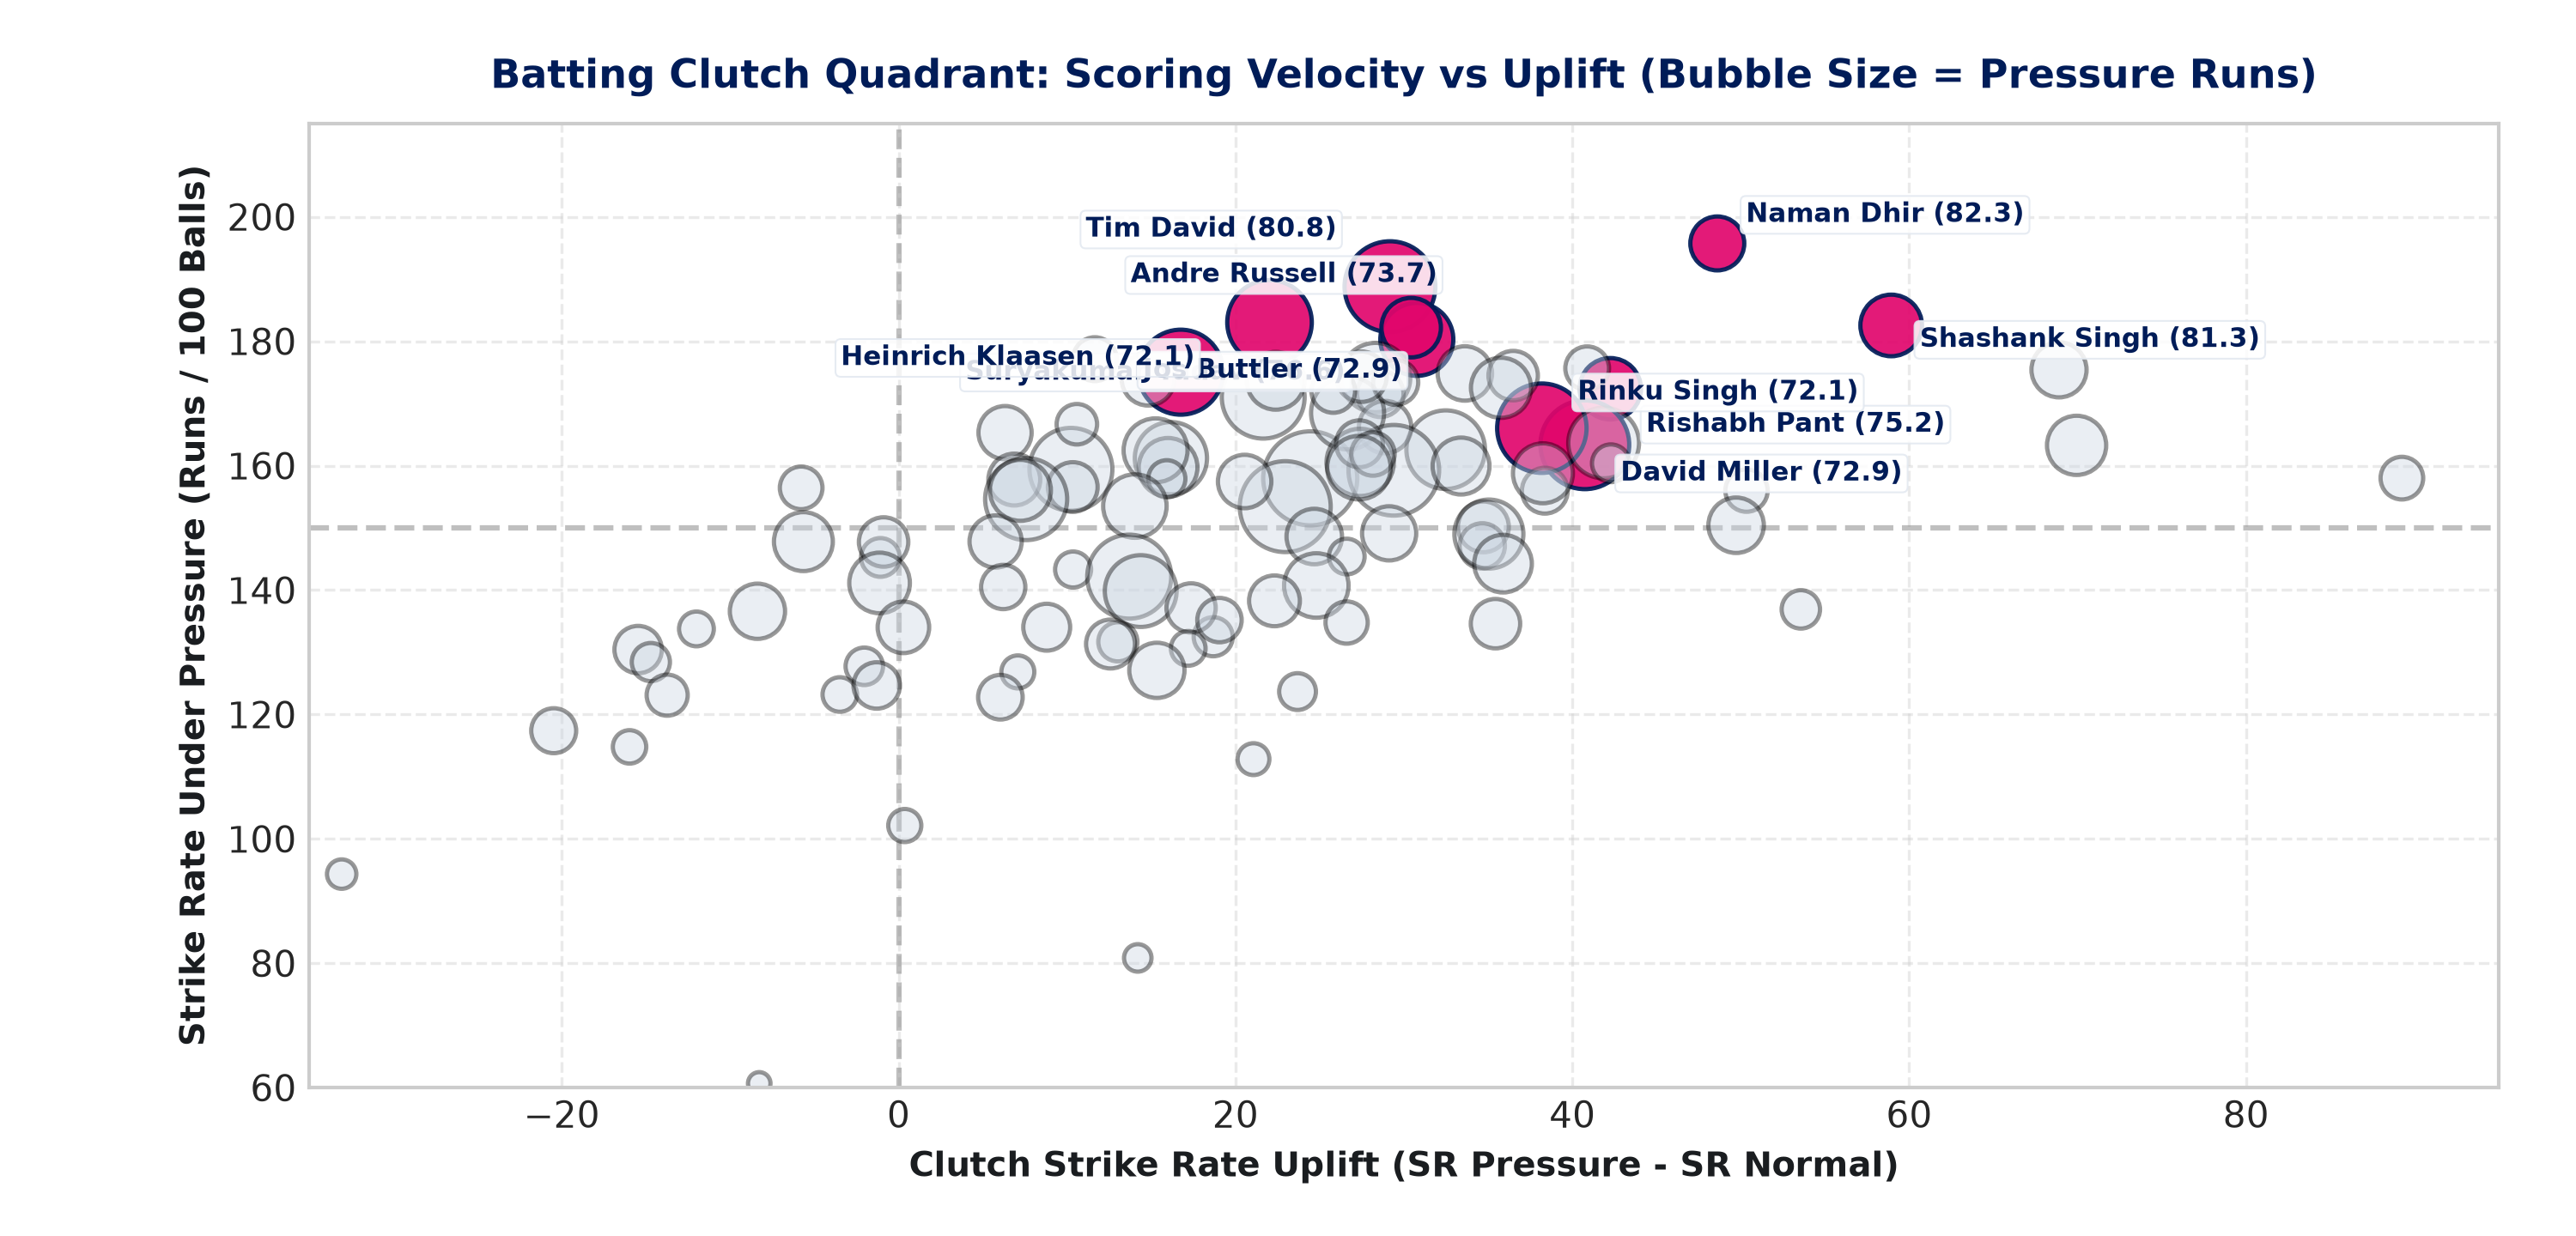 Batting Clutch Quadrant: Scoring Velocity vs Uplift (Bubble Size = Pressure Runs)
Strike Rate Under Pressure (Runs / 100 Balls)
200
180
160
140
120
100
80
60
Naman Dhir (82.3)
Tim David (80.8)
Andre Russell (73.7)
Shashank Singh (81.3)
Heinrich Klaasen (72.1)
Buttler (72.9)
Rinku Singh (72.1)
Rishabh Pant (75.2)
David Miller (72.9)
−20
0
20
40
60
80
Clutch Strike Rate Uplift (SR Pressure - SR Normal)